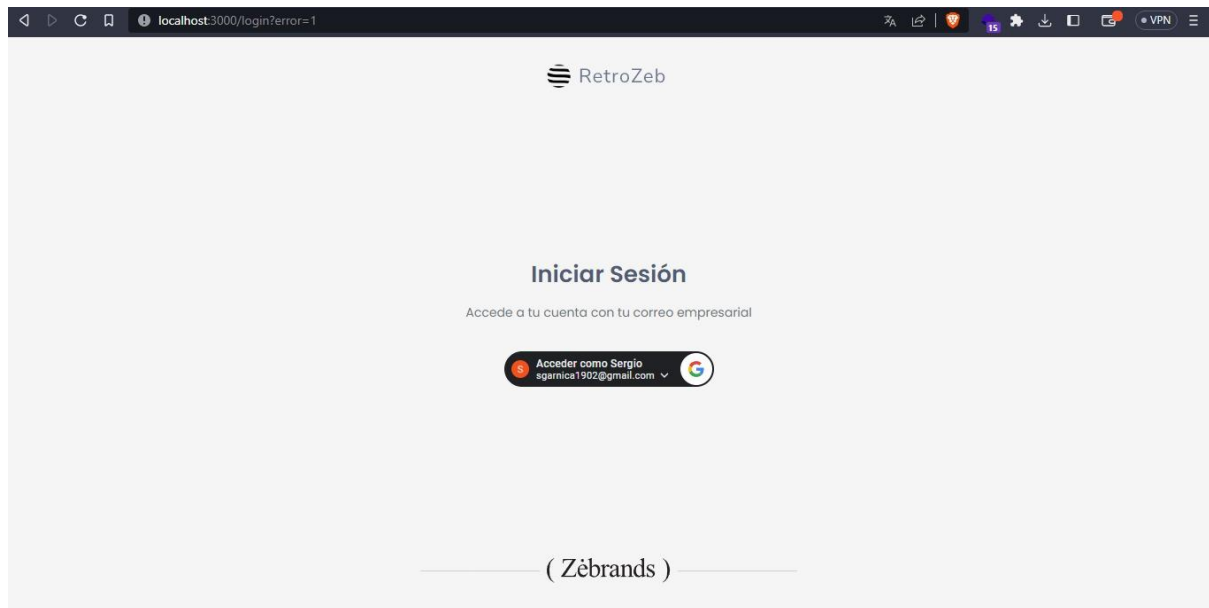 localhost:3000/login?error=1
15
VPN
RetroZeb
Iniciar Sesión
Accede a tu cuenta con tu correo empresarial
S
Acceder como Sergio
sgarnica1902@gmail.com
G
( Zėbrands )